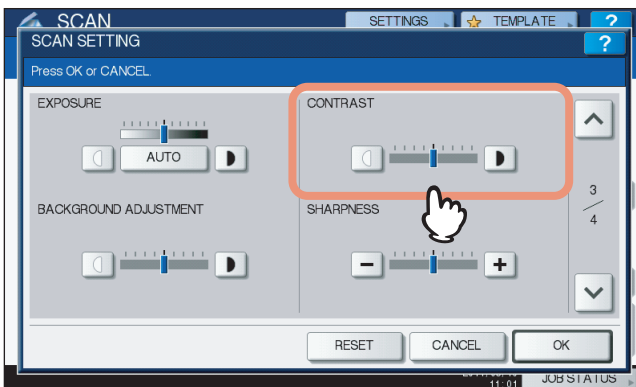 SCAN
SETTINGS
TEMPLATE
?
SCAN SETTING
?
Press OK or CANCEL.
EXPOSURE
AUTO
CONTRAST
BACKGROUND ADJUSTMENT
SHARPNESS
3
4
RESET
CANCEL
OK
11:01
JOB STATUS